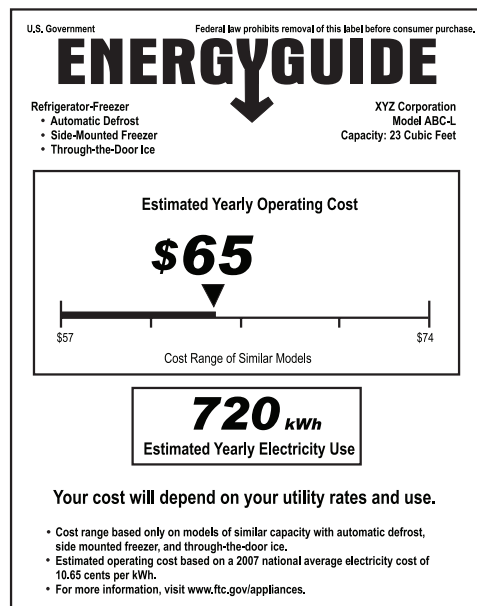 U.S. Government Federal law prohibits removal of this label before consumer purchase.
ENERGYGUIDE
Refrigerator-Freezer
• Automatic Defrost
• Side-Mounted Freezer
• Through-the-Door Ice
XYZ Corporation
Model ABC-L
Capacity: 23 Cubic Feet
Estimated Yearly Operating Cost
$65
$57 $74
Cost Range of Similar Models
720 kWh
Estimated Yearly Electricity Use
Your cost will depend on your utility rates and use.
• Cost range based only on models of similar capacity with automatic defrost,
side mounted freezer, and through-the-door ice.
• Estimated operating cost based on a 2007 national average electricity cost of
10.65 cents per kWh.
• For more information, visit www.ftc.gov/appliances.